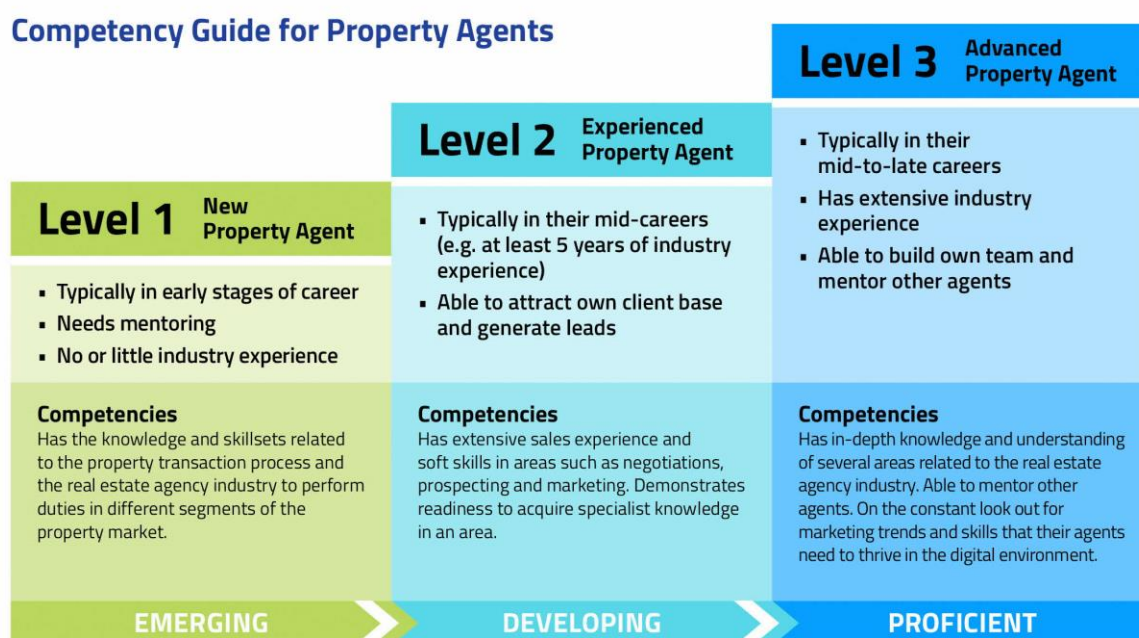 Competency Guide for Property Agents
Level 1
New
Property Agent
▪ Typically in early stages of career
▪ Needs mentoring
▪ No or little industry experience
Competencies
Has the knowledge and skillsets related
to the property transaction process and
the real estate agency industry to perform
duties in different segments of the
property market.
EMERGING
Level 2
Experienced
Property Agent
▪ Typically in their mid-careers
(e.g. at least 5 years of industry
experience)
▪ Able to attract own client base
and generate leads
Competencies
Has extensive sales experience and
soft skills in areas such as negotiations,
prospecting and marketing. Demonstrates
readiness to acquire specialist knowledge
in an area.
DEVELOPING
Level 3
Advanced
Property Agent
▪ Typically in their
mid-to-late careers
▪ Has extensive industry
experience
▪ Able to build own team and
mentor other agents
Competencies
Has in-depth knowledge and understanding
of several areas related to the real estate
agency industry. Able to mentor other
agents. On the constant look out for
marketing trends and skills that their agents
need to thrive in the digital environment.
PROFICIENT